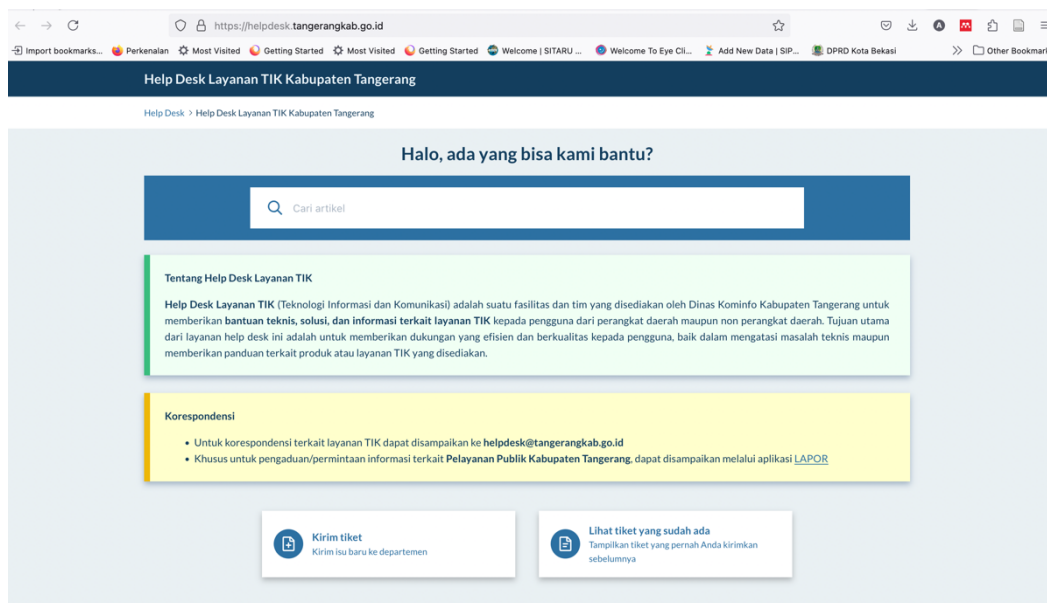 https://helpdesk.tangerangkab.go.id
Import bookmarks... Perkenalan Most Visited Getting Started Most Visited Getting Started Welcome | SITARU ... Welcome To Eye Cli... Add New Data | SIP... DPRD Kota Bekasi Other Bookmar
Help Desk Layanan TIK Kabupaten Tangerang
Help Desk > Help Desk Layanan TIK Kabupaten Tangerang
Halo, ada yang bisa kami bantu?
Cari artikel
Tentang Help Desk Layanan TIK
Help Desk Layanan TIK (Teknologi Informasi dan Komunikasi) adalah suatu fasilitas dan tim yang disediakan oleh Dinas Kominfo Kabupaten Tangerang untuk
memberikan bantuan teknis, solusi, dan informasi terkait layanan TIK kepada pengguna dari perangkat daerah maupun non perangkat daerah. Tujuan utama
dari layanan help desk ini adalah untuk memberikan dukungan yang efisien dan berkualitas kepada pengguna, baik dalam mengatasi masalah teknis maupun
memberikan panduan terkait produk atau layanan TIK yang disediakan.
Korespondensi
• Untuk korespondensi terkait layanan TIK dapat disampaikan ke helpdesk@tangerangkab.go.id
• Khusus untuk pengaduan/permintaan informasi terkait Pelayanan Publik Kabupaten Tangerang, dapat disampaikan melalui aplikasi LAPOR
Kirim tiket
Kirim isu baru ke departemen
Lihat tiket yang sudah ada
Tampilkan tiket yang pernah Anda kirimkan
sebelumnya